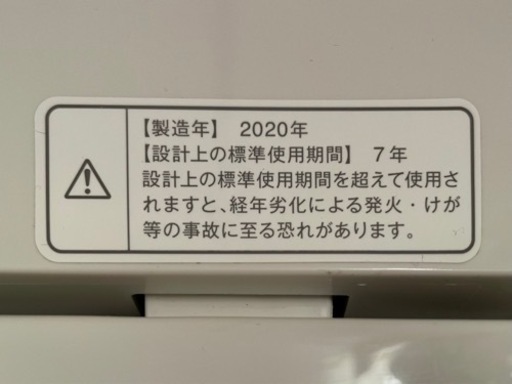 【製造年】 2020年
【設計上の標準使用期間】 7年
設計上の標準使用期間を超えて使用さ
れますと、経年劣化による発火・けが
等の事故に至る恐れがあります。